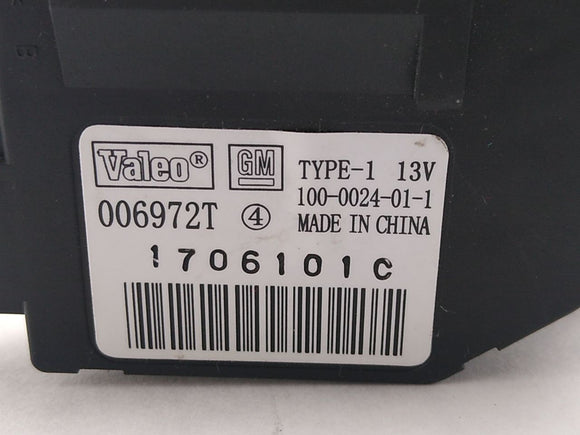 Valeo® GM TYPE-1 13V
100-0024-01-1
006972T ④ MADE IN CHINA
1706101C